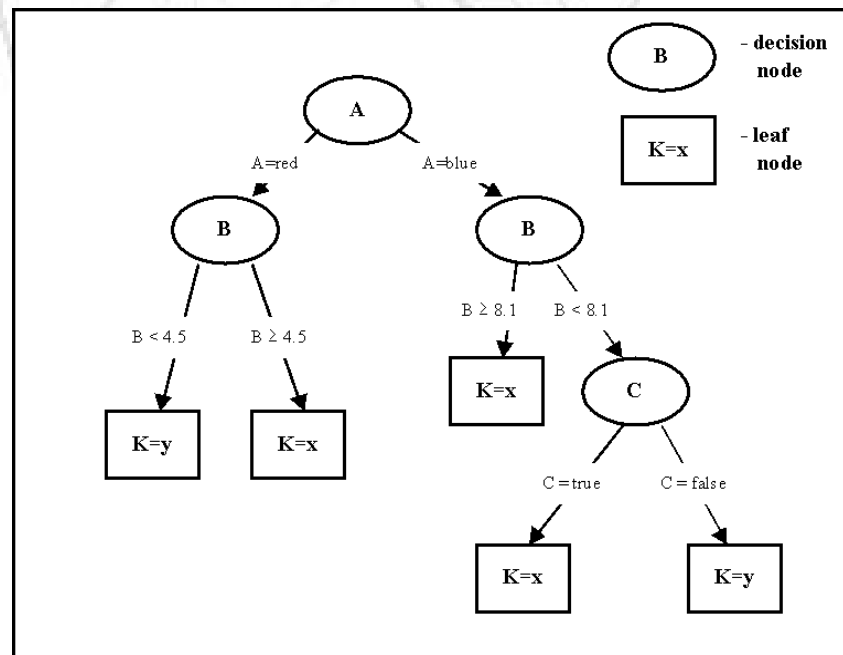 B
- decision
node
A
K=x
- leaf
node
A=red
A=blue
B
B
B ≥ 8.1
B < 8.1
B < 4.5
B ≥ 4.5
K=x
C
K=y
K=x
C = true
C = false
K=x
K=y